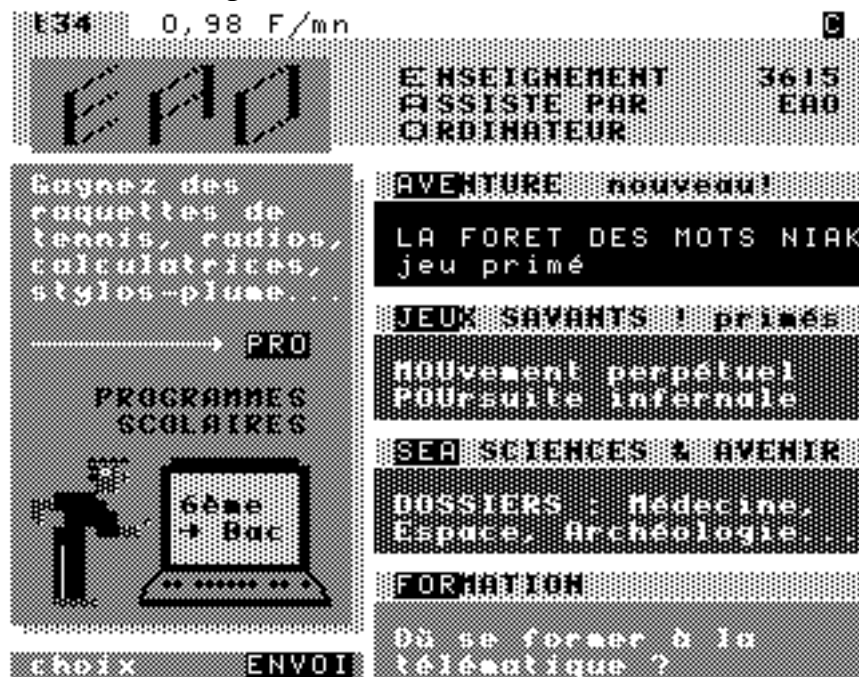 t34 0,98 F/mn C
EAO
ENSEIGNEMENT 3615
ASSISTE PAR EAO
ORDINATEUR
Gagnez des
raquettes de
tennis, radios,
calculatrices,
stylos-plume...
PRO
PROGRAMMES
SCOLAIRES
6ème
→ Bac
choix ENVOI
AVENTURE nouveau!
LA FORET DES MOTS NIAK
jeu primé
JEUX SAVANTS ! primés
MOUvement perpétuel
POUrsuite infernale
SEA SCIENCES & AVENIR
DOSSIERS : Médecine,
Espace, Archéologie...
FORMATION
Où se former à la
télématique ?